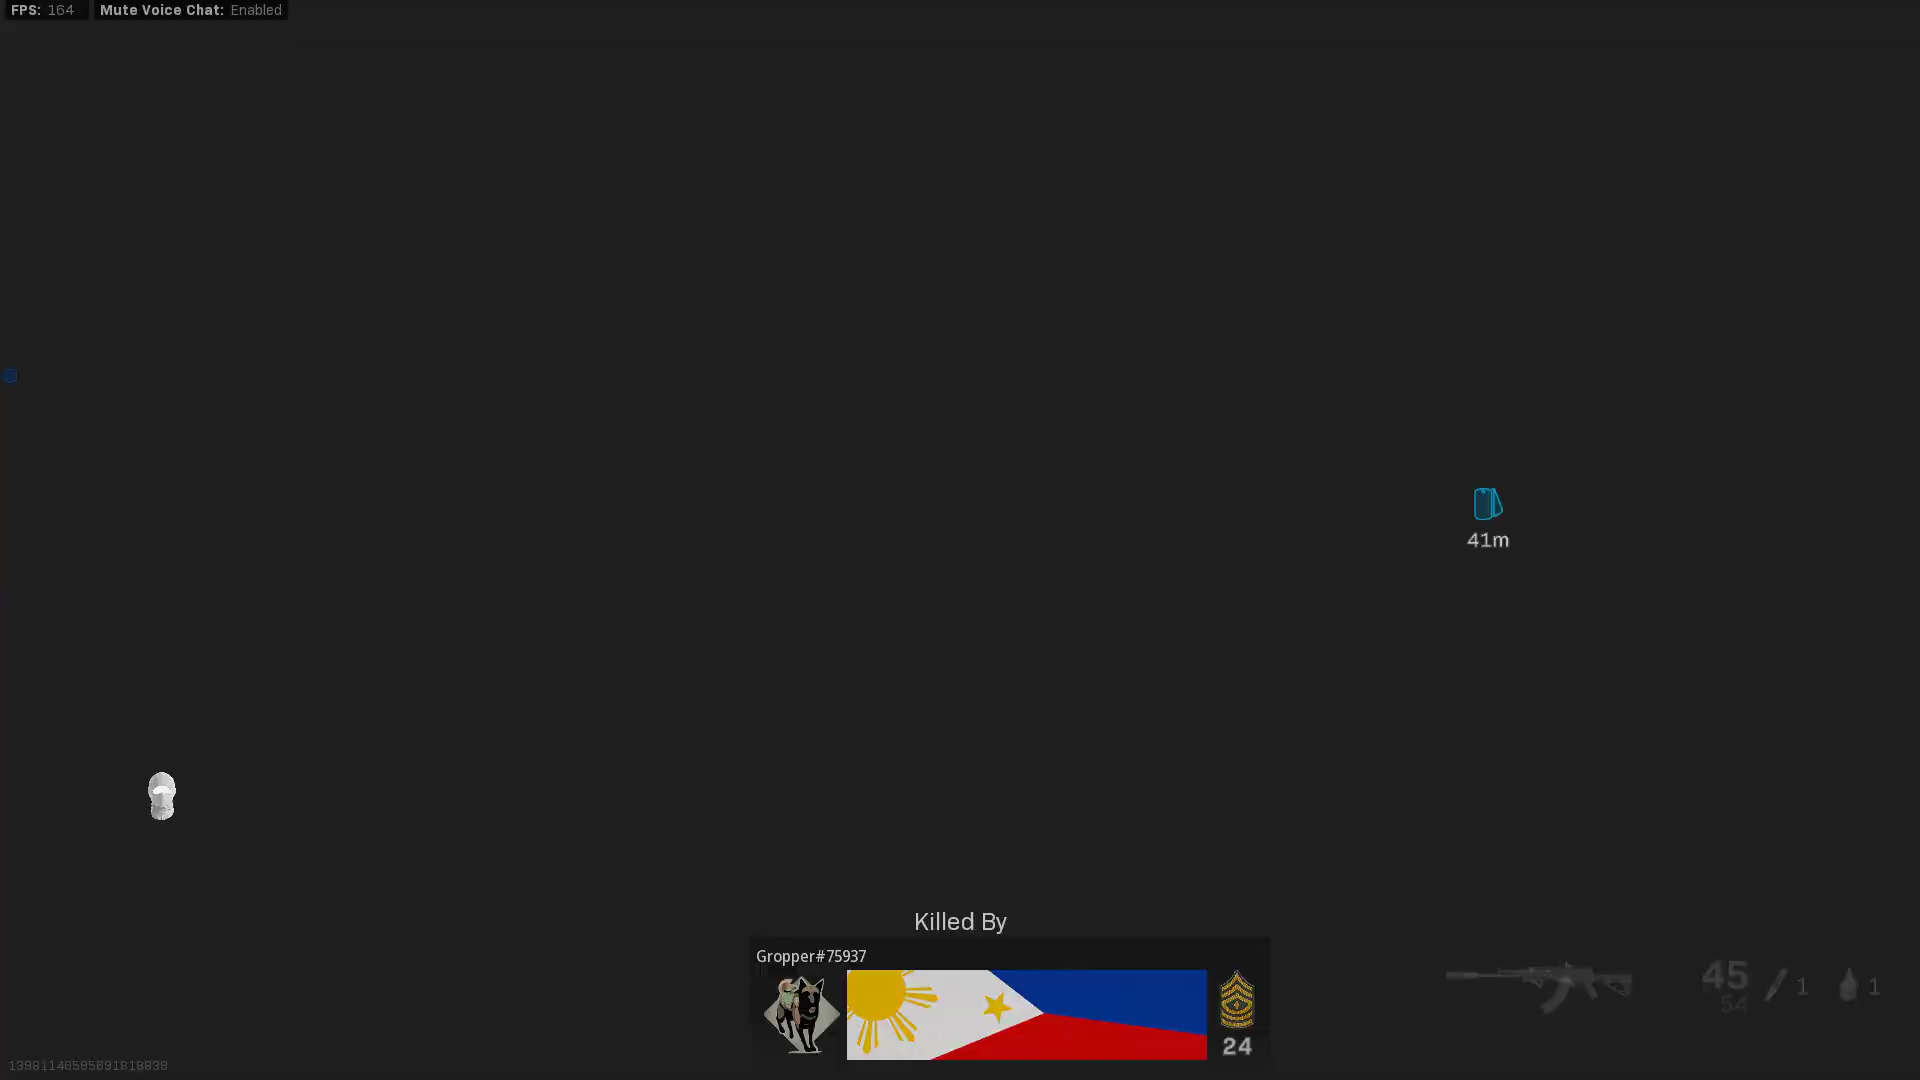 FPS: 164 Mute Voice Chat: Enabled
41m
Killed By
Gropper#75937
24
45
54
1
1